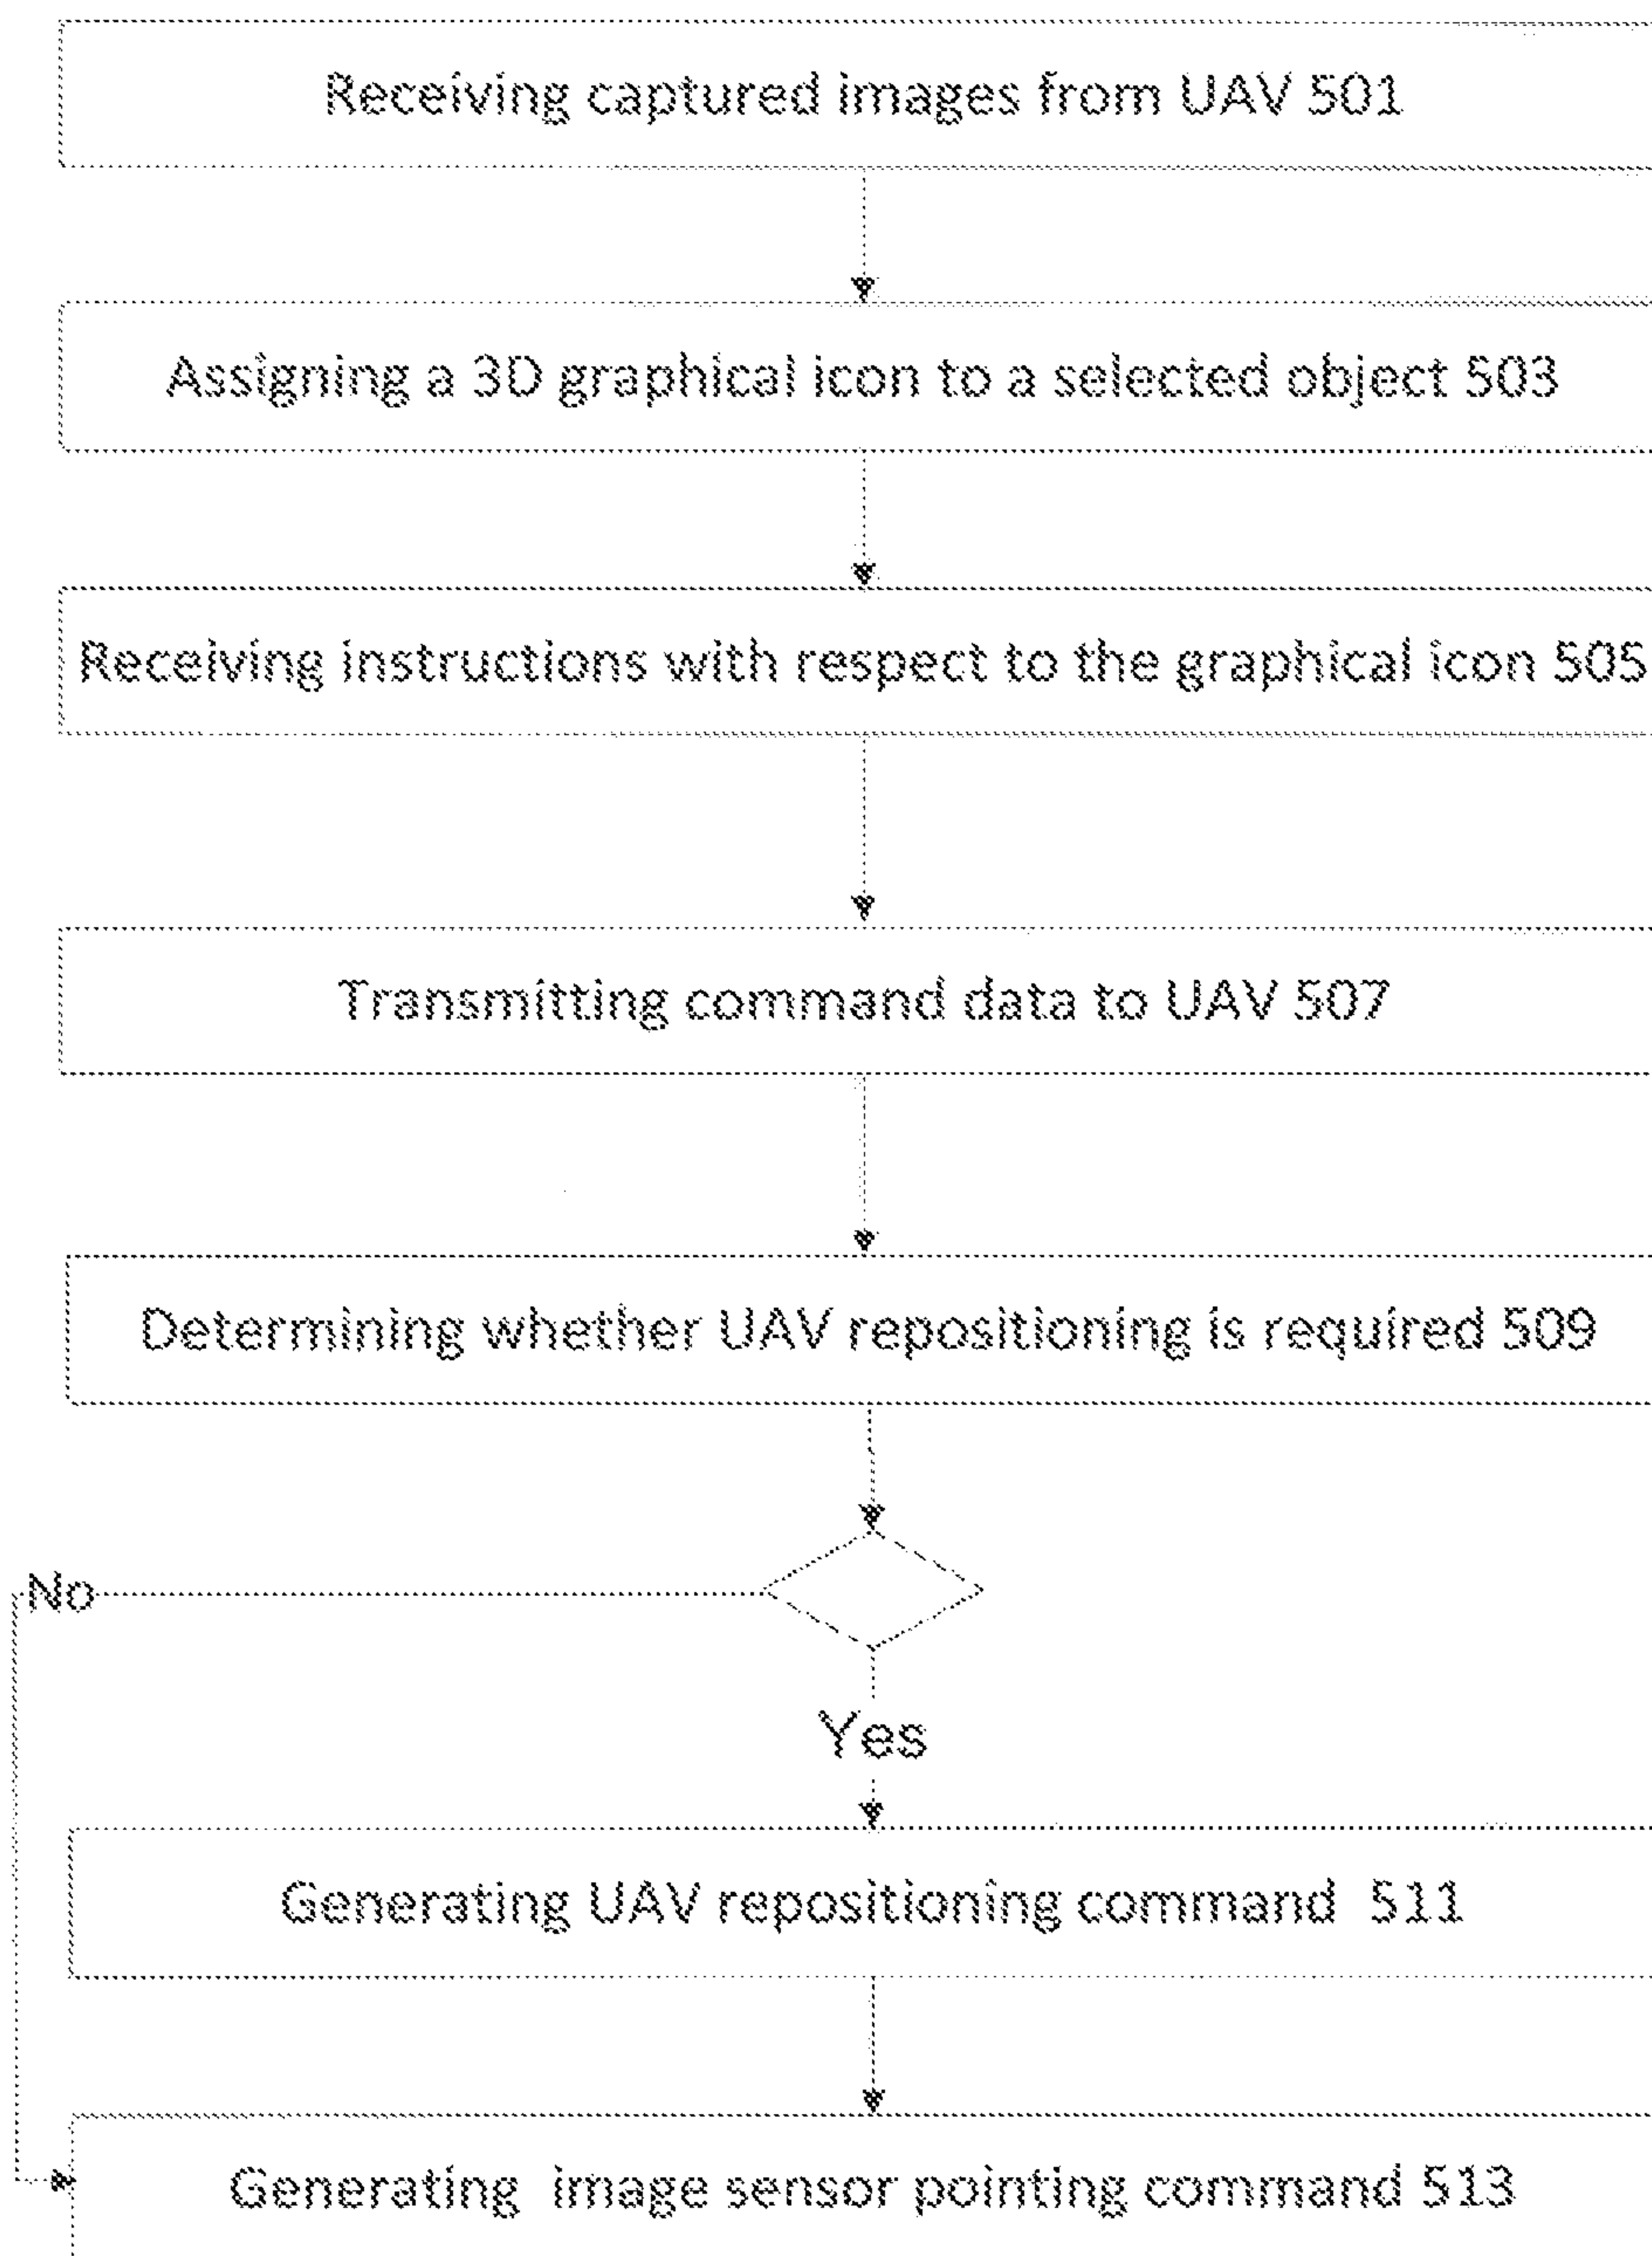 Receiving captured images from UAV 501
Assigning a 3D graphical icon to a selected object 503
Receiving instructions with respect to the graphical icon 505
Transmitting command data to UAV 507
Determining whether UAV repositioning is required 509
No
Yes
Generating UAV repositioning command 511
Generating image sensor pointing command 513